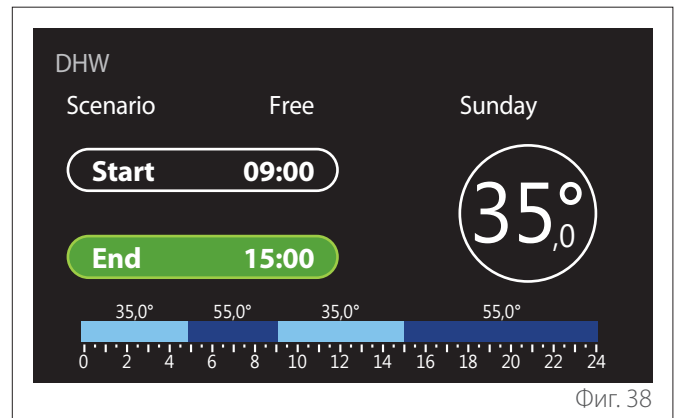 DHW
Scenario Free Sunday
Start 09:00
35°,0
End 15:00
35,0° 55,0° 35,0° 55,0°
0 2 4 6 8 10 12 14 16 18 20 22 24
Фиг. 38